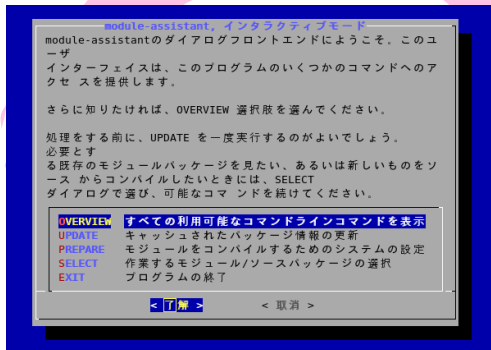 module-assistant, インタラクティブモード
module-assistantのダイアログフロントエンドにようこそ。このユ
ーザ
インターフェイスは、このプログラムのいくつかのコマンドへのア
クセ スを提供します。
さらに知りたければ、OVERVIEW 選択肢を選んでください。
処理をする前に、UPDATE を一度実行するのがよいでしょう。
必要とす
る既存のモジュールパッケージを見たい、あるいは新しいものをソ
ース からコンパイルしたいときには、SELECT
ダイアログで選び、可能なコマ ンドを続けてください。
OVERVIEW すべての利用可能なコマンドラインコマンドを表示
UPDATE キャッシュされたパッケージ情報の更新
PREPARE モジュールをコンパイルするためのシステムの設定
SELECT 作業するモジュール/ソースパッケージの選択
EXIT プログラムの終了
< 了解 > < 取消 >